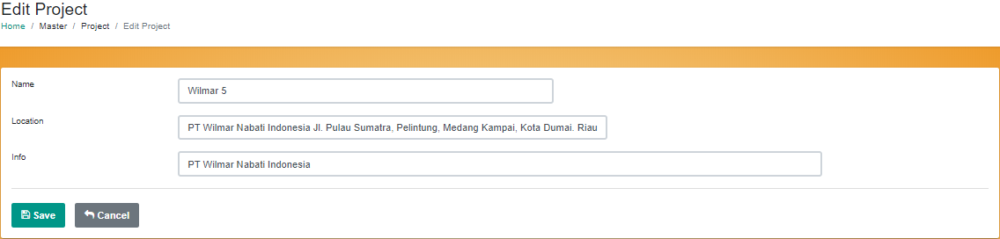 Edit Project
Home / Master / Project / Edit Project
Name
Wilmar 5
Location
PT Wilmar Nabati Indonesia Jl. Pulau Sumatra, Pelintung, Medang Kampai, Kota Dumai. Riau
Info
PT Wilmar Nabati Indonesia
Save Cancel